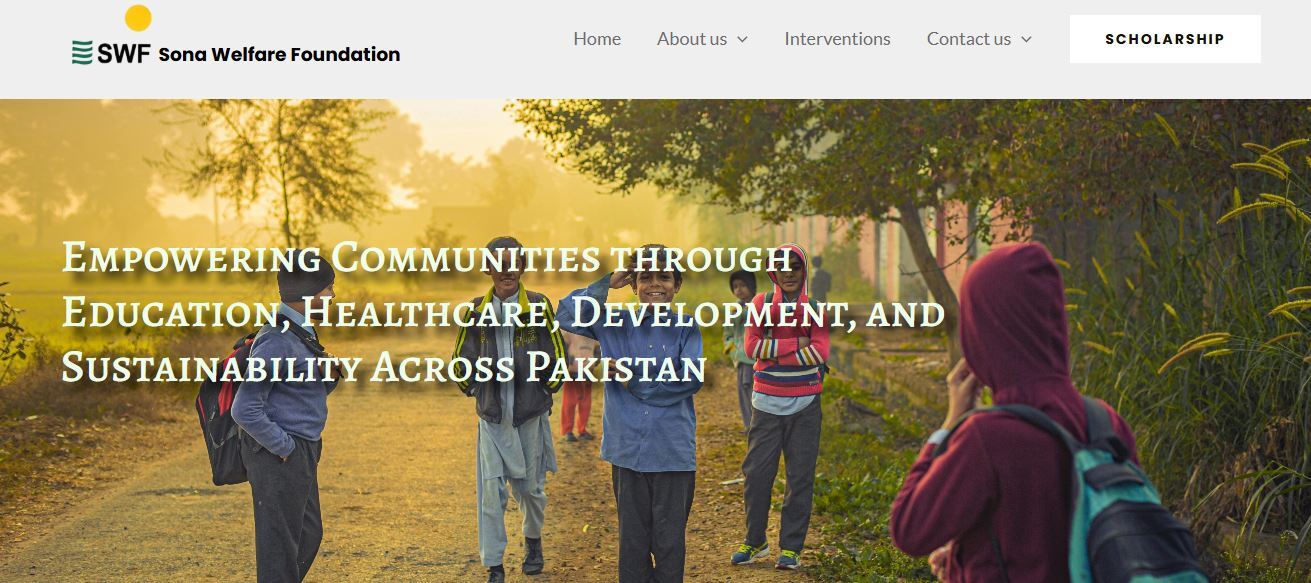 SWF Sona Welfare Foundation
Home
About us
Interventions
Contact us
SCHOLARSHIP
Empowering Communities through
Education, Healthcare, Development, and
Sustainability Across Pakistan